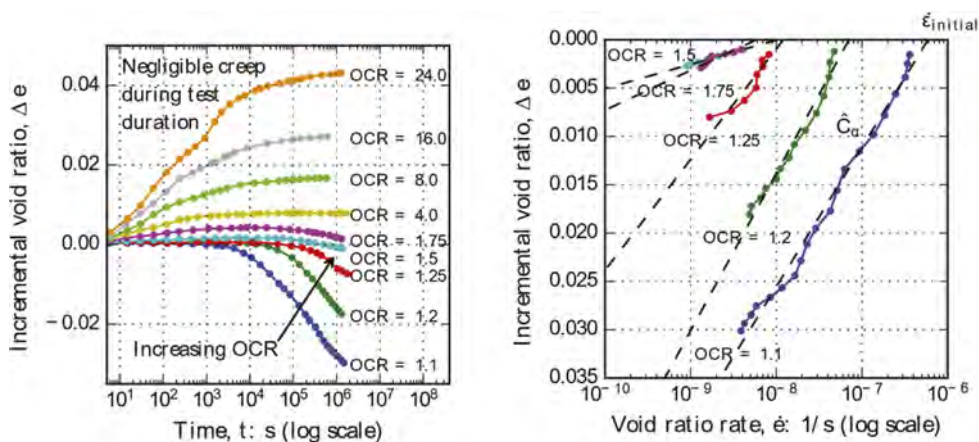 Incremental void ratio, Δe
0.04
0.02
0.00
−0.02
Negligible creep
during test
duration
OCR = 24.0
OCR = 16.0
OCR = 8.0
OCR = 4.0
OCR = 1.75
OCR = 1.5
OCR = 1.25
OCR = 1.2
OCR = 1.1
Increasing OCR
10¹ 10² 10³ 10⁴ 10⁵ 10⁶ 10⁷ 10⁸
Time, t: s (log scale)
ε̇initial
Incremental void ratio, Δe
0.000
0.005
0.010
0.015
0.020
0.025
0.030
0.035
OCR = 1.5
OCR = 1.75
OCR = 1.25
Ĉα
OCR = 1.2
OCR = 1.1
10⁻¹⁰ 10⁻⁹ 10⁻⁸ 10⁻⁷ 10⁻⁶
Void ratio rate, ė: 1/s (log scale)